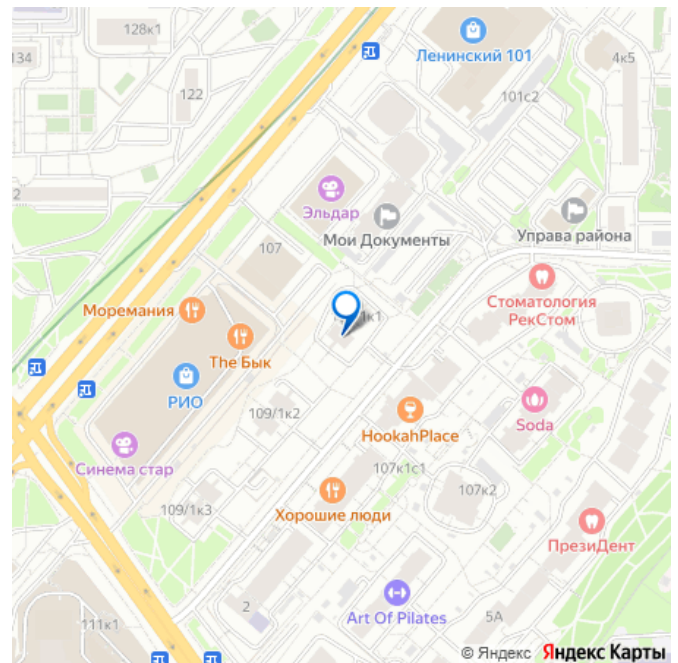 128к1
134
122
Ленинский 101
4к5
101с2
2
Эльдар
Мои Документы
Управа района
107
Моремания
Стоматология
РекСтом
1к1
The Бык
РИО
109/1к2
HookahPlace
Soda
Синема стар
107к1с1
107к2
109/1к3
Хорошие люди
ПрезиДент
2
Art Of Pilates
5А
111к1
© Яндекс Яндекс Карты